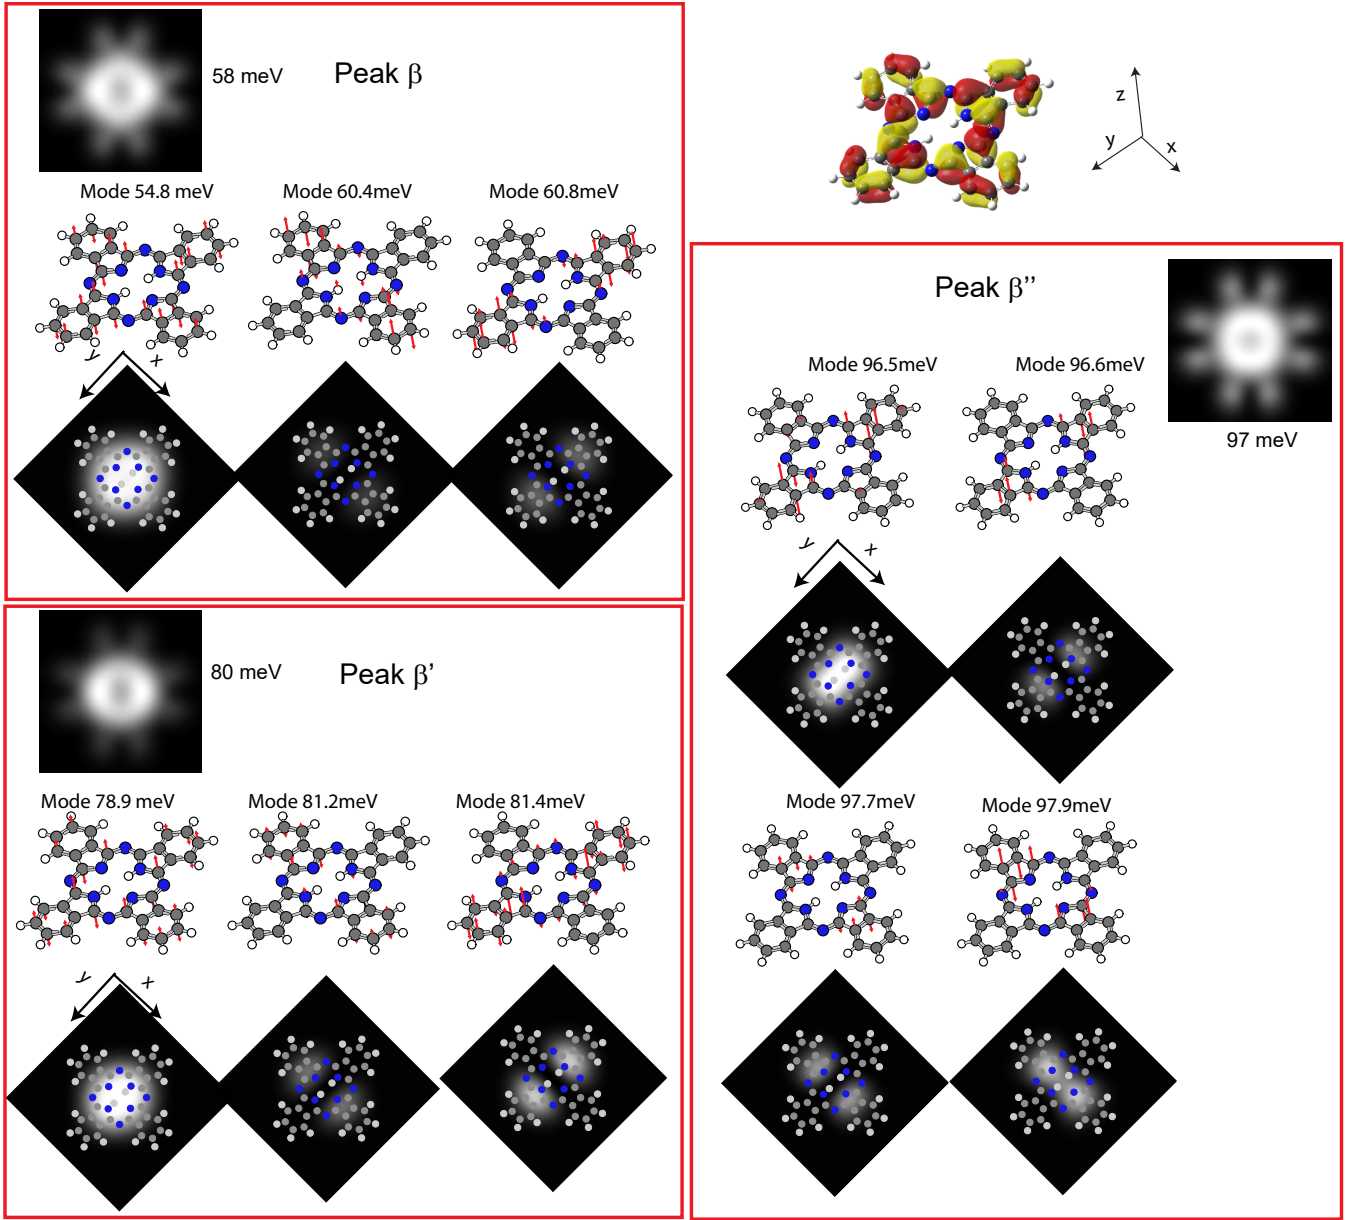 58 meV
Peak β
Mode 54.8 meV
Mode 60.4meV
Mode 60.8meV
y
x
z
y
x
80 meV
Peak β’
Mode 78.9 meV
Mode 81.2meV
Mode 81.4meV
y
x
Peak β’’
97 meV
Mode 96.5meV
Mode 96.6meV
y
x
Mode 97.7meV
Mode 97.9meV